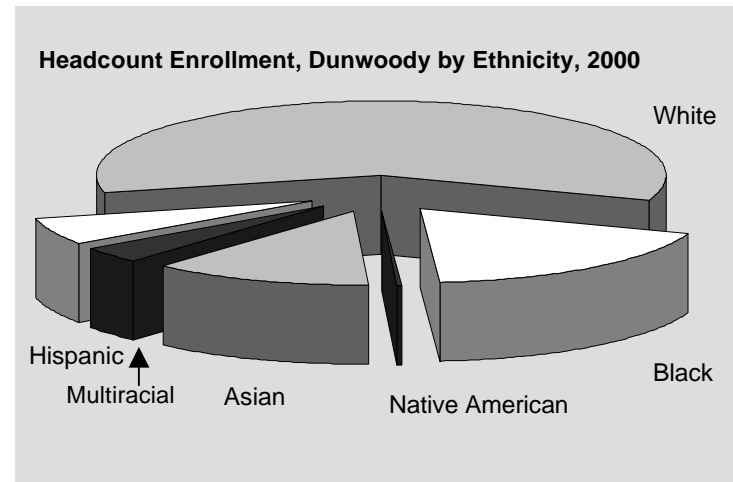 Headcount Enrollment, Dunwoody by Ethnicity, 2000
White
Hispanic
Multiracial
Asian
Native American
Black